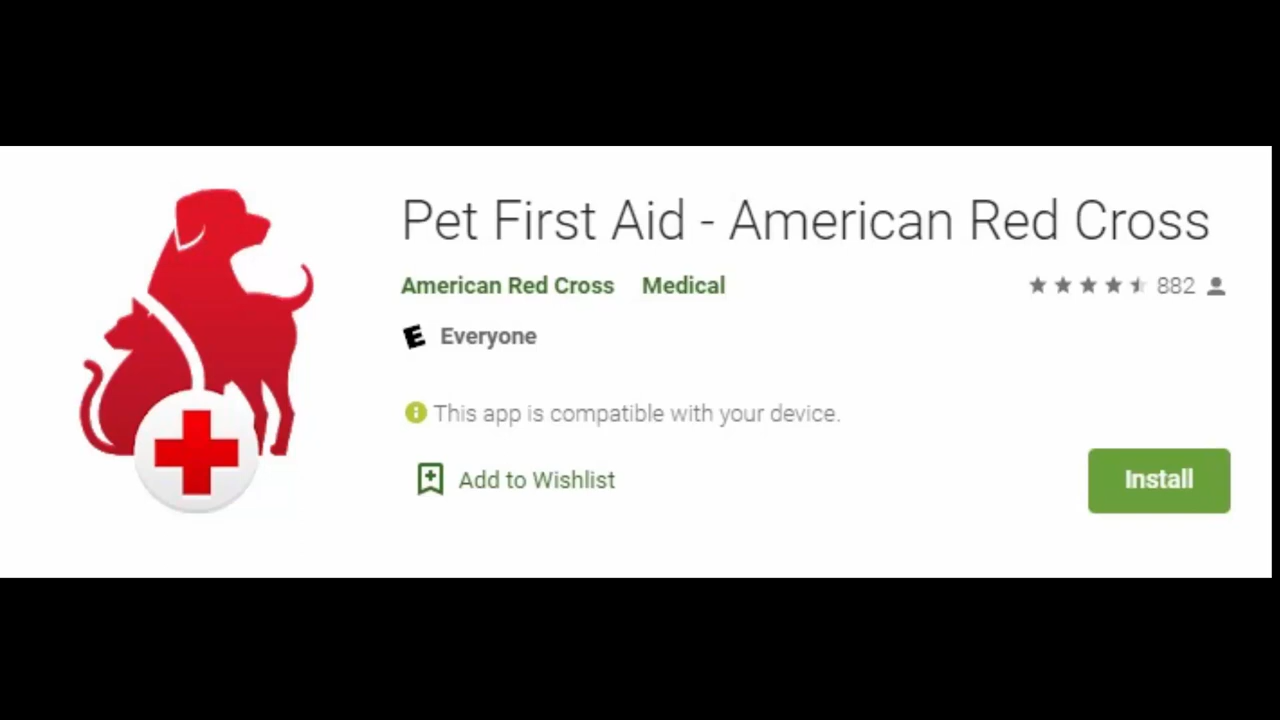 Pet First Aid - American Red Cross
American Red Cross Medical 882
E Everyone
This app is compatible with your device.
Add to Wishlist
Install